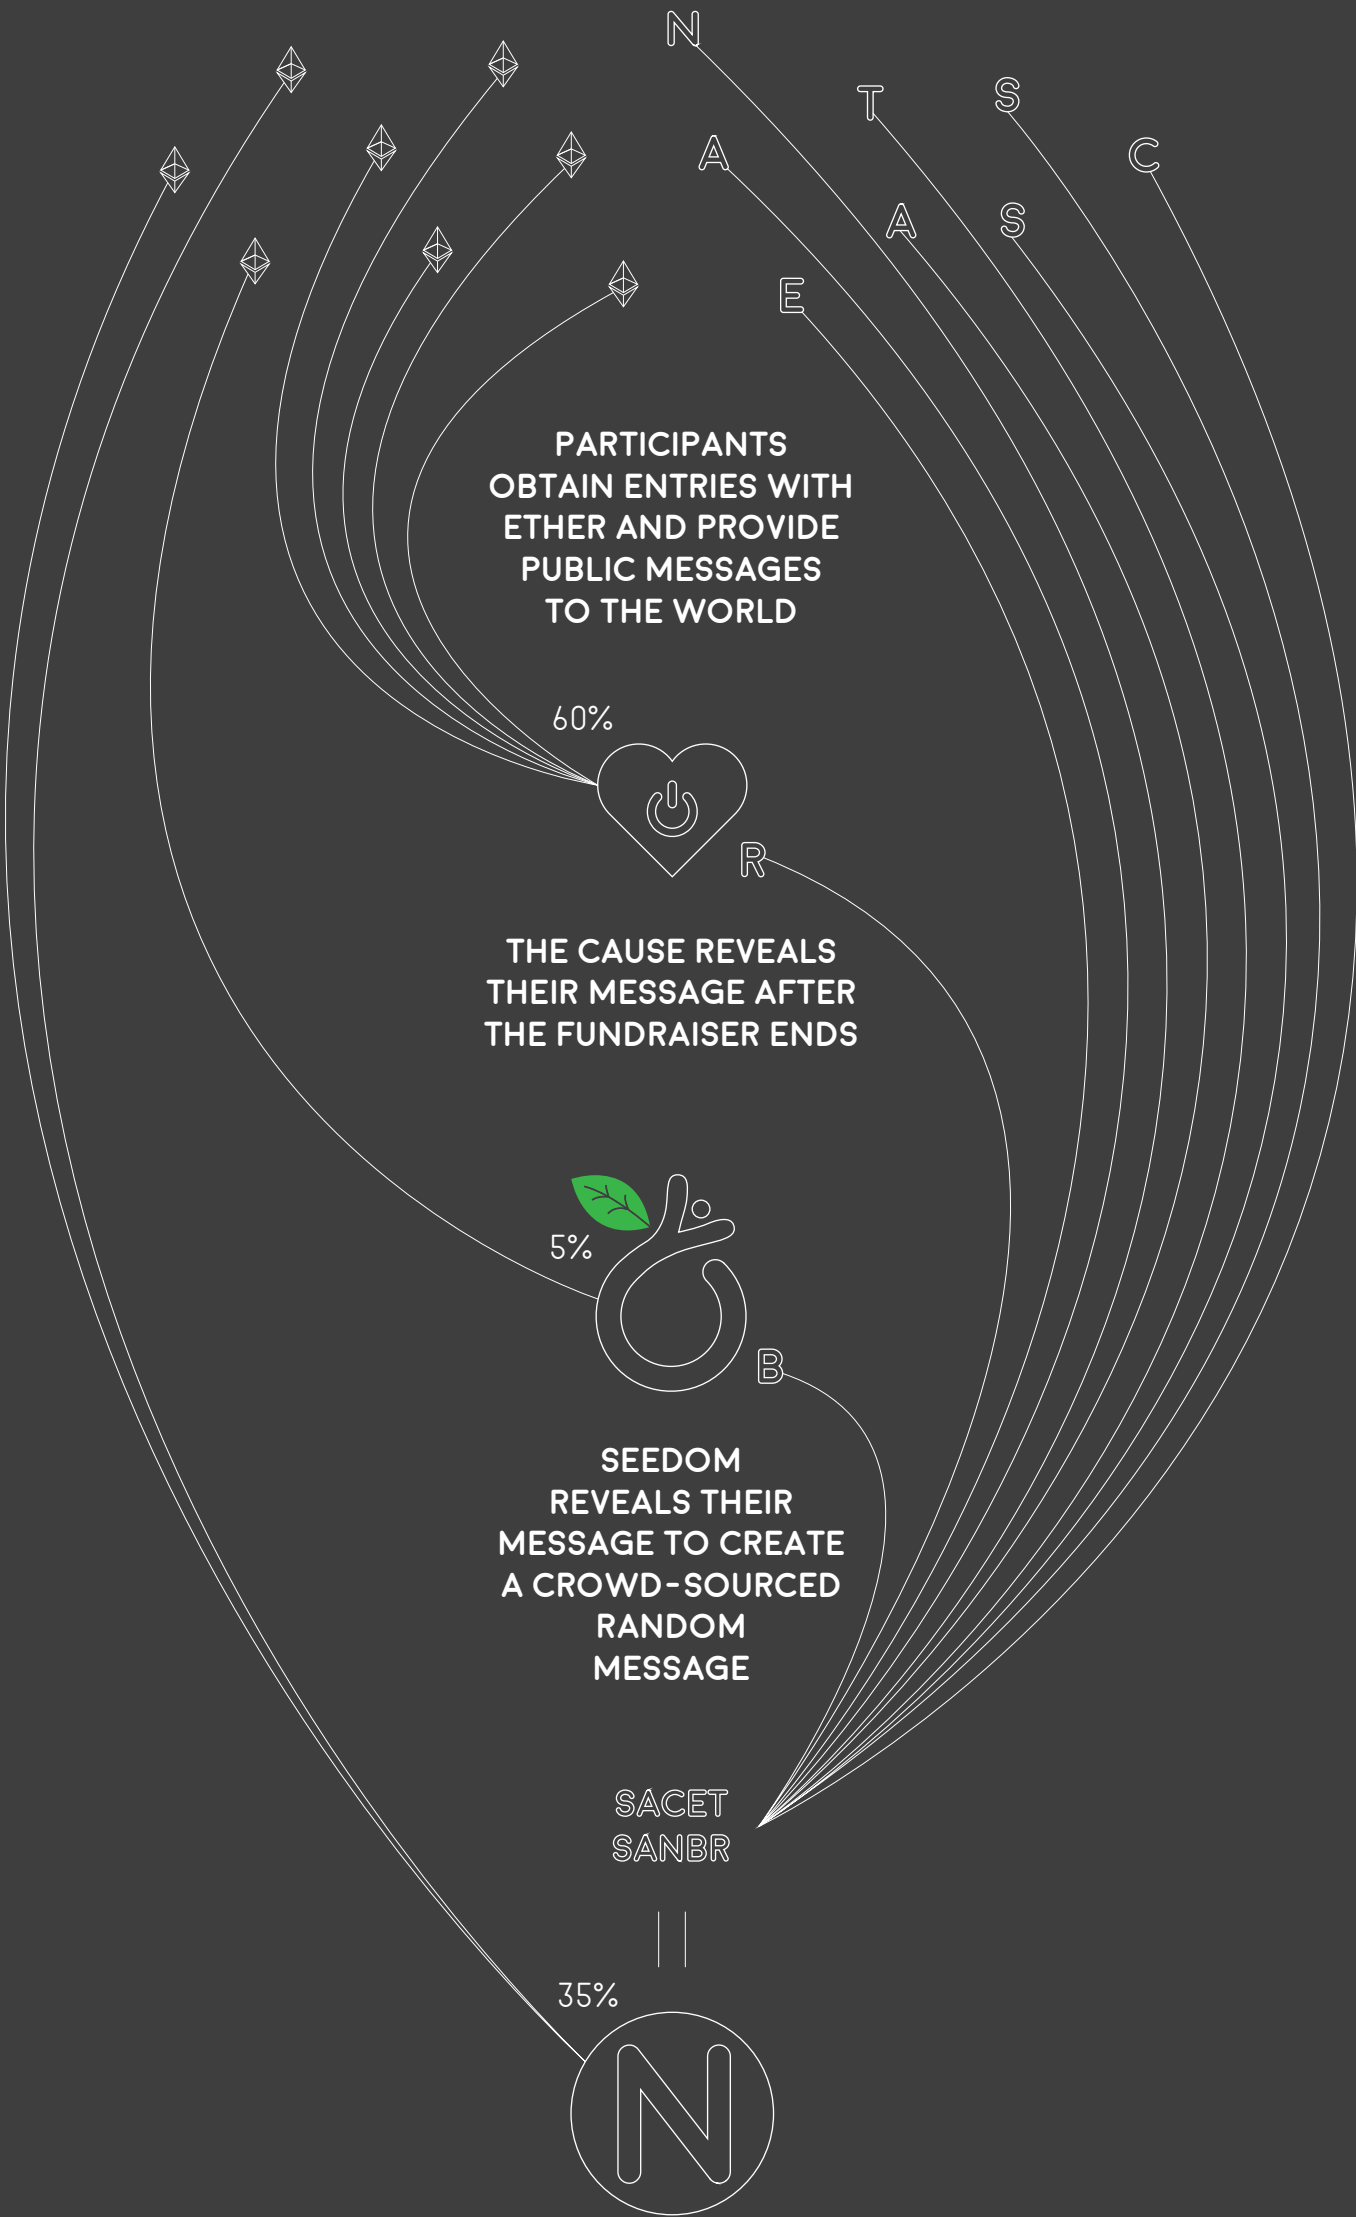 N
T
S
A
C
A
S
E
PARTICIPANTS
OBTAIN ENTRIES WITH
ETHER AND PROVIDE
PUBLIC MESSAGES
TO THE WORLD
60%
R
THE CAUSE REVEALS
THEIR MESSAGE AFTER
THE FUNDRAISER ENDS
5%
B
SEEDOM
REVEALS THEIR
MESSAGE TO CREATE
A CROWD-SOURCED
RANDOM
MESSAGE
SACET
SANBR
35%
N